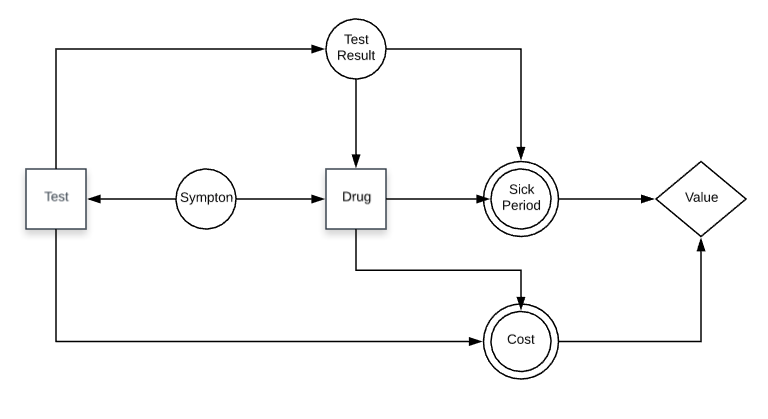 Test
Result
Test
Sympton
Drug
Sick
Period
Value
Cost